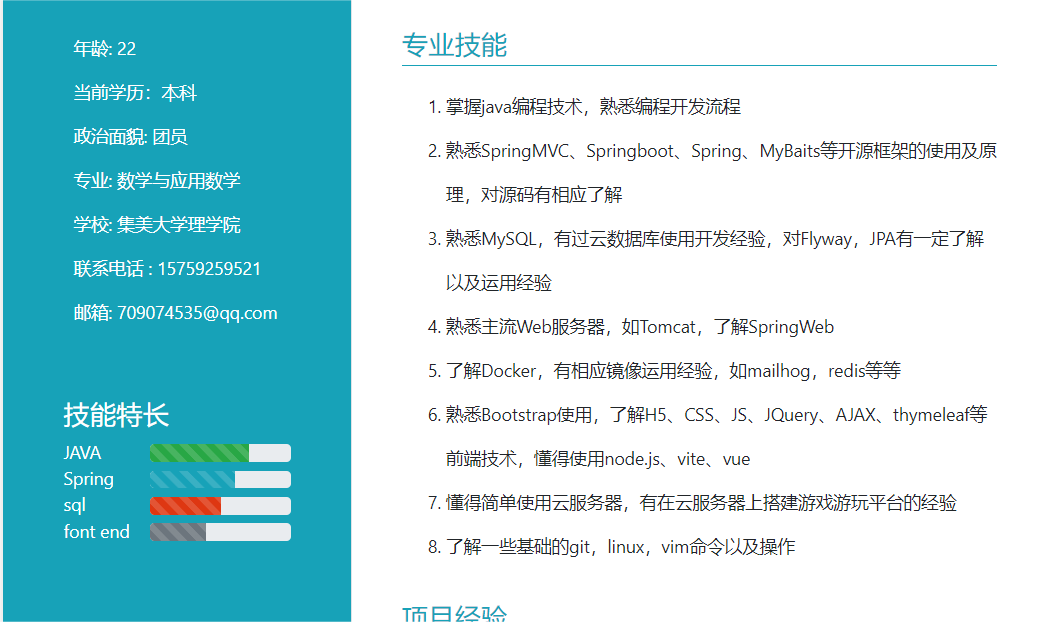 年龄: 22
当前学历：本科
政治面貌: 团员
专业: 数学与应用数学
学校: 集美大学理学院
联系电话 : 15759259521
邮箱: 709074535@qq.com
技能特长
JAVA
Spring
sql
font end
专业技能
1. 掌握java编程技术，熟悉编程开发流程
2. 熟悉SpringMVC、Springboot、Spring、MyBaits等开源框架的使用及原
理，对源码有相应了解
3. 熟悉MySQL，有过云数据库使用开发经验，对Flyway，JPA有一定了解
以及运用经验
4. 熟悉主流Web服务器，如Tomcat，了解SpringWeb
5. 了解Docker，有相应镜像运用经验，如mailhog，redis等等
6. 熟悉Bootstrap使用，了解H5、CSS、JS、JQuery、AJAX、thymeleaf等
前端技术，懂得使用node.js、vite、vue
7. 懂得简单使用云服务器，有在云服务器上搭建游戏游玩平台的经验
8. 了解一些基础的git，linux，vim命令以及操作
项目经验